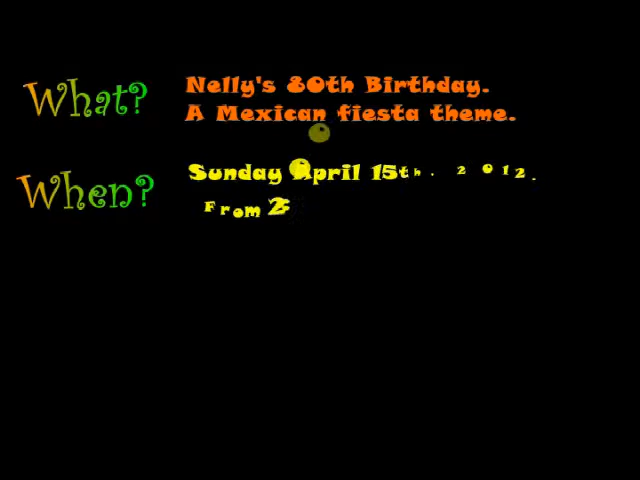 What?
Nelly's 80th Birthday.
A Mexican fiesta theme.
When?
Sunday April 15th. 2012.
From